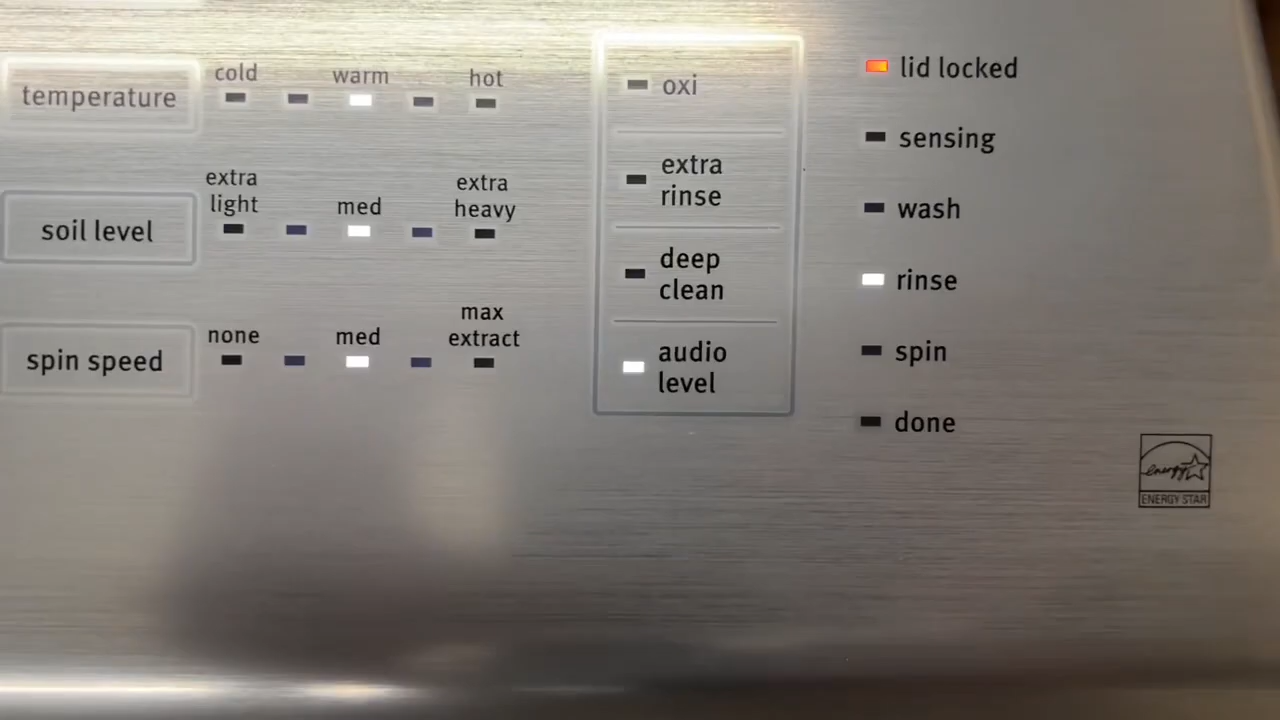 temperature
cold
warm
hot
soil level
extra
light
med
extra
heavy
spin speed
none
med
max
extract
oxi
extra
rinse
deep
clean
audio
level
lid locked
sensing
wash
rinse
spin
done
energy
ENERGY STAR